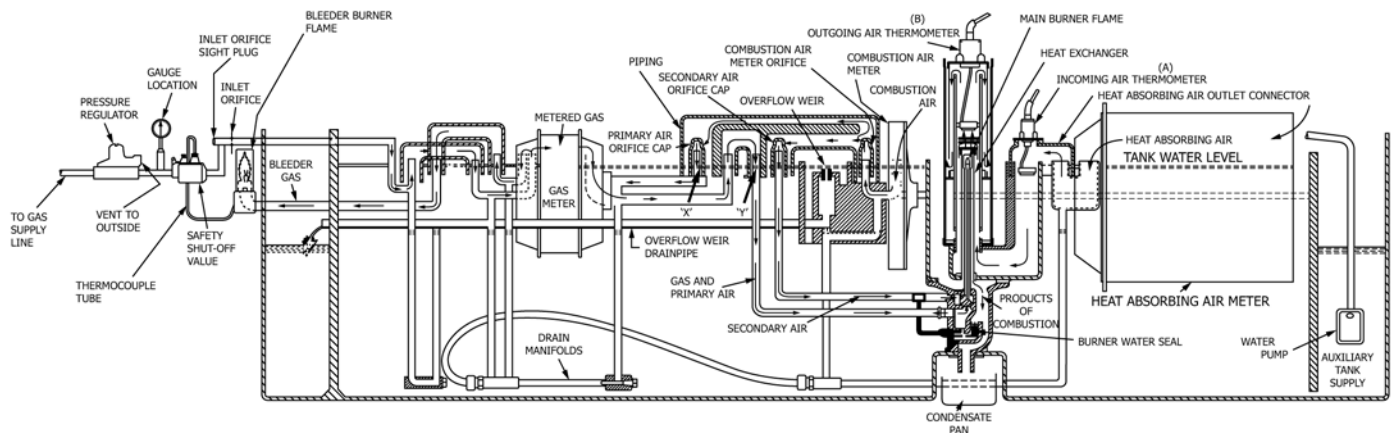 BLEEDER BURNER
FLAME
INLET ORIFICE
SIGHT PLUG
GAUGE
LOCATION
INLET
ORIFICE
PRESSURE
REGULATOR
BLEEDER
GAS
TO GAS
SUPPLY
LINE
VENT TO
OUTSIDE
SAFETY
SHUT-OFF
VALUE
THERMOCOUPLE
TUBE
METERED GAS
GAS
METER
PIPING
SECONDARY AIR
ORIFICE CAP
PRIMARY AIR
ORIFICE CAP
COMBUSTION AIR
METER ORIFICE
OVERFLOW WEIR
COMBUSTION AIR
METER
COMBUSTION
AIR
'X'
'Y'
OVERFLOW WEIR
DRAINPIPE
GAS AND
PRIMARY AIR
SECONDARY AIR
DRAIN
MANIFOLDS
(B)
OUTGOING AIR THERMOMETER
MAIN BURNER FLAME
HEAT EXCHANGER
(A)
INCOMING AIR THERMOMETER
HEAT ABSORBING AIR OUTLET CONNECTOR
HEAT ABSORBING AIR
TANK WATER LEVEL
HEAT ABSORBING AIR METER
PRODUCTS
OF
COMBUSTION
BURNER WATER SEAL
CONDENSATE
PAN
WATER
PUMP
AUXILIARY
TANK
SUPPLY